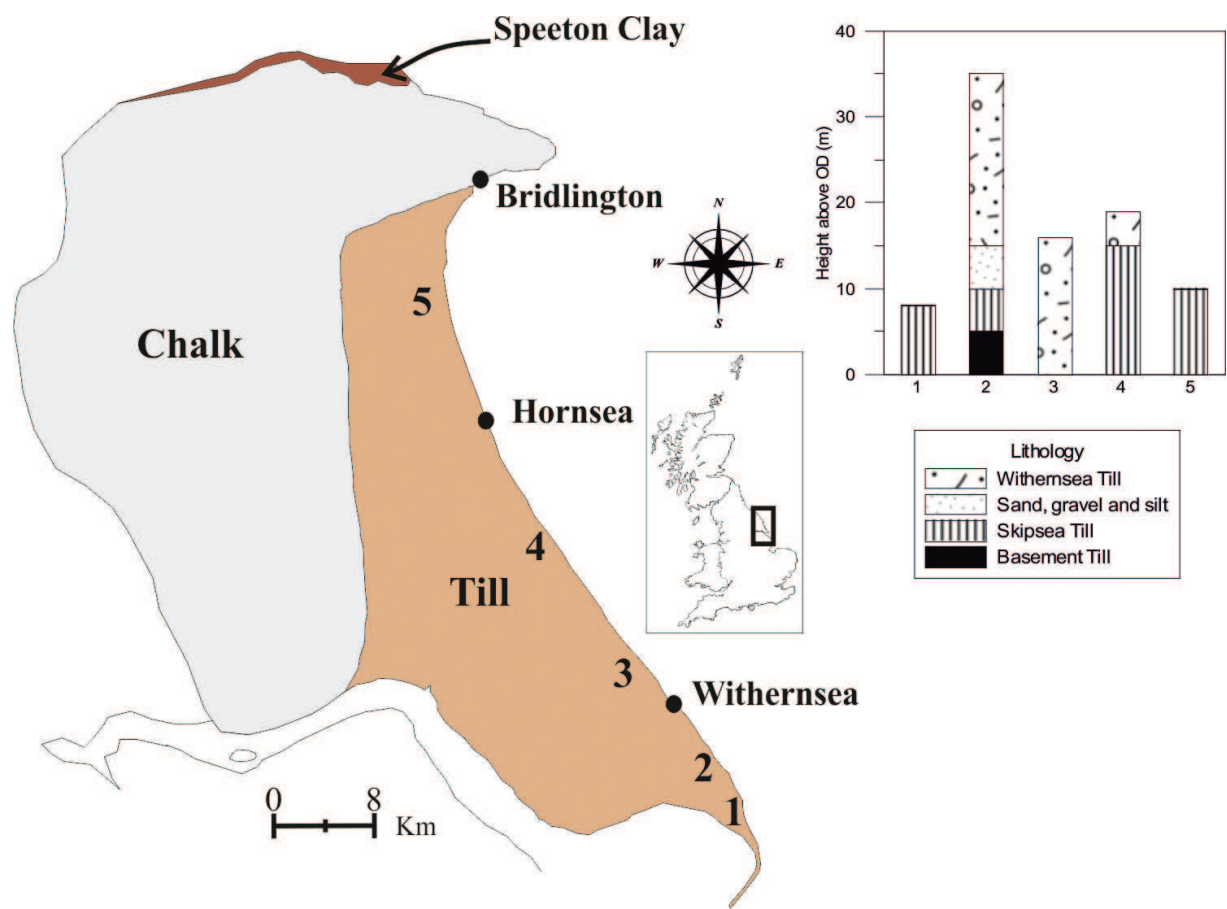 Speeton Clay
Bridlington
Chalk
5
Hornsea
4
Till
3
Withernsea
2
1
0 8
Km
N
W E
S
Height above OD (m)
40
30
20
10
0
1 2 3 4 5
Lithology
Withernsea Till
Sand, gravel and silt
Skipsea Till
Basement Till